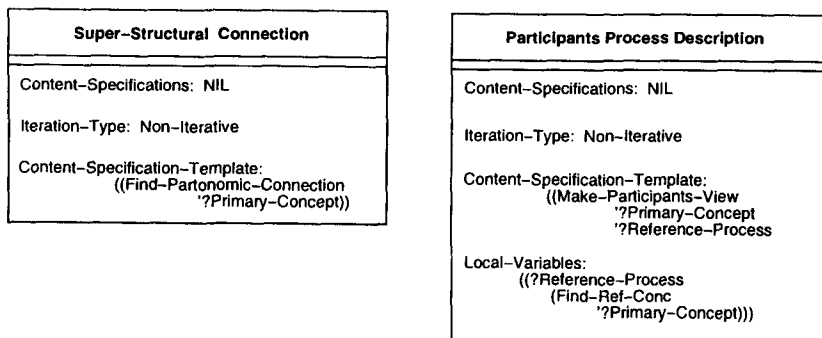 Super-Structural Connection
Content-Specifications: NIL
Iteration-Type: Non-Iterative
Content-Specification-Template:
((Find-Partonomic-Connection
'?Primary-Concept))
Participants Process Description
Content-Specifications: NIL
Iteration-Type: Non-Iterative
Content-Specification-Template:
((Make-Participants-View
'?Primary-Concept
'?Reference-Process
Local-Variables:
((?Reference-Process
(Find-Ref-Conc
'?Primary-Concept)))